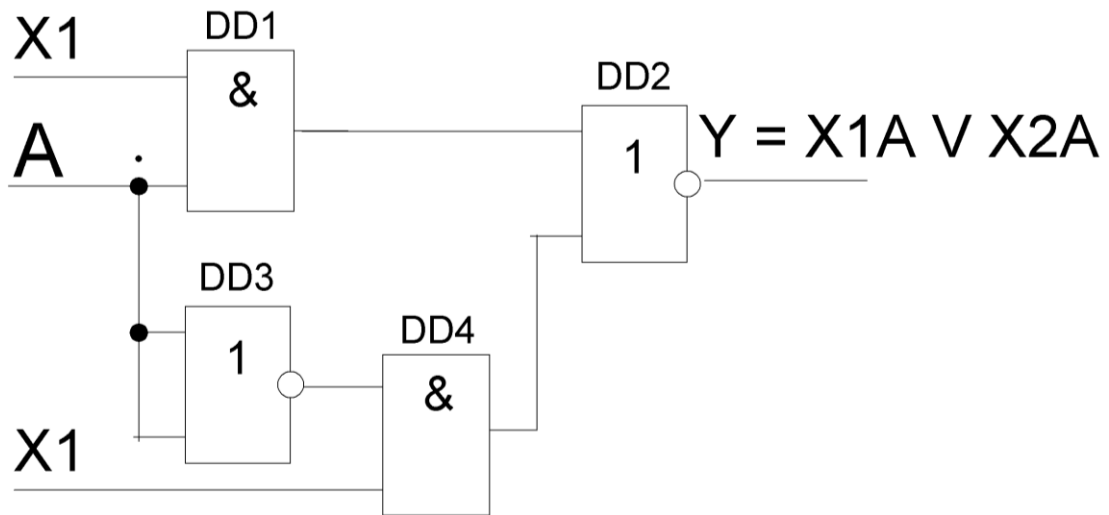 X1
DD1
&
DD2
1
Y = X1A V X2A
A
DD3
1
DD4
&
X1